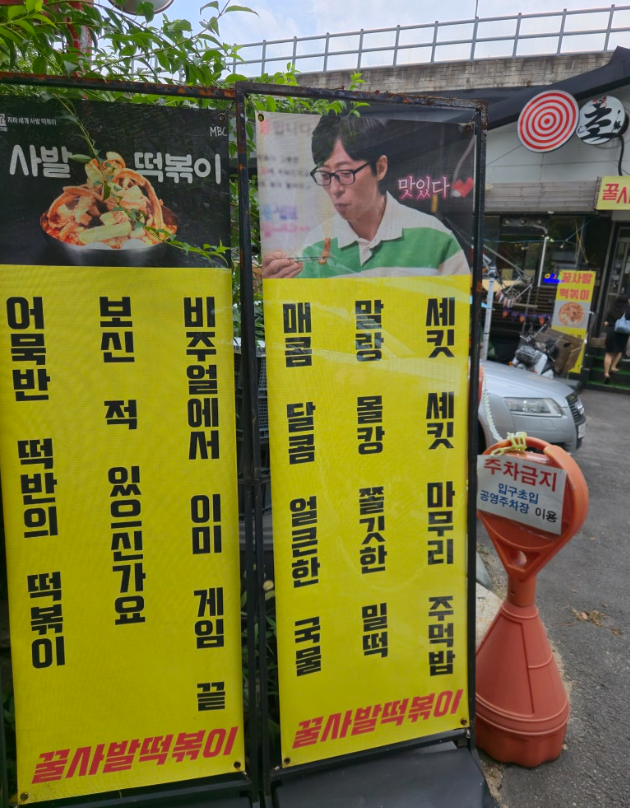 MBC
사발 떡볶이
비주얼에서 이미 게임 끝
보신 적 있으신가요
어묵반 떡반의 떡볶이
꿀사발떡볶이
맛있다
셰킷 셰킷 마무리 주먹밥
말랑 몰캉 쫄깃한 밀떡
매콤 달콤 얼큰한 국물
꿀사발떡볶이
꿀사발
떡볶이
주차금지
입구초입
공영주차장 이용